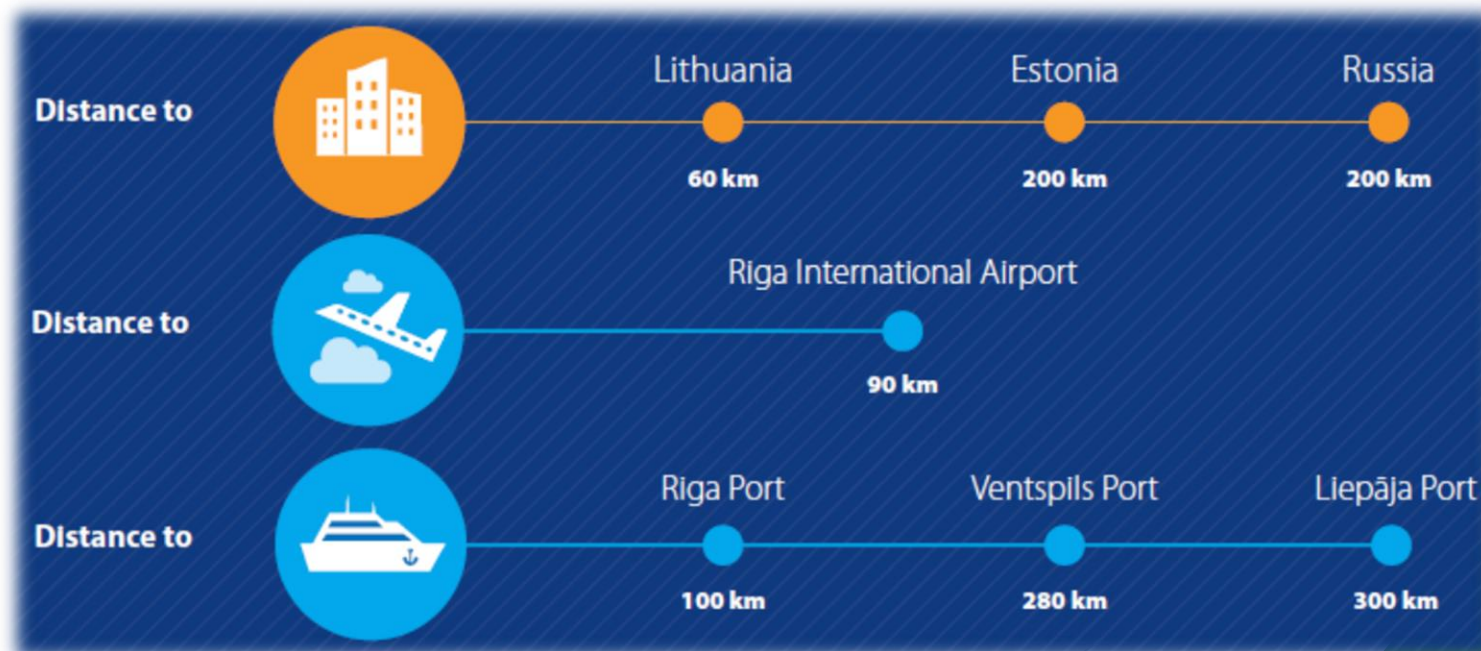 Distance to
Lithuania Estonia Russia
60 km 200 km 200 km
Distance to
Riga International Airport
90 km
Distance to
Riga Port Ventspils Port Liepāja Port
100 km 280 km 300 km